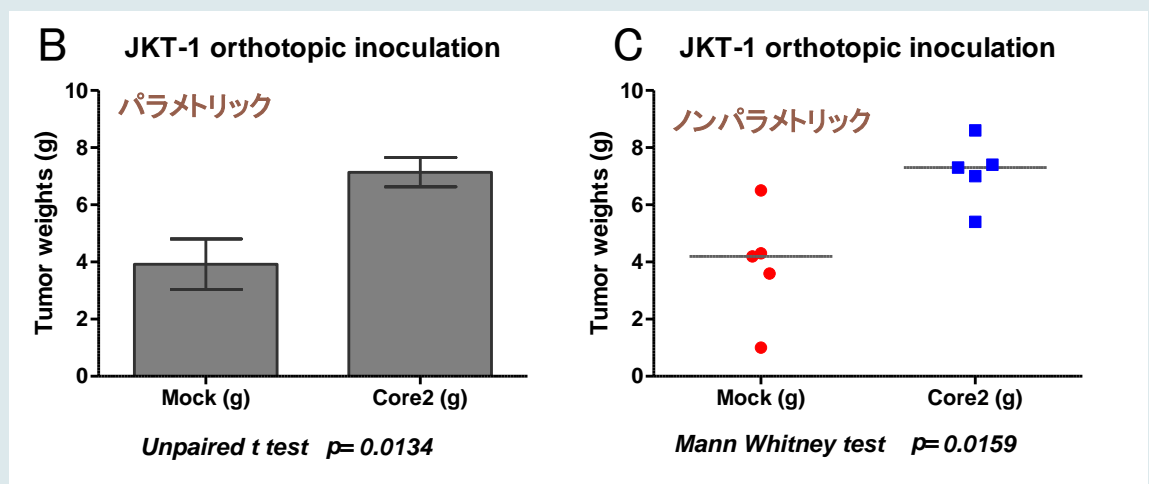 B
JKT-1 orthotopic inoculation
パラメトリック
Tumor weights (g)
10
8
6
4
2
0
Mock (g)
Core2 (g)
Unpaired t test p= 0.0134
C
JKT-1 orthotopic inoculation
ノンパラメトリック
Tumor weights (g)
10
8
6
4
2
0
Mock (g)
Core2 (g)
Mann Whitney test p= 0.0159